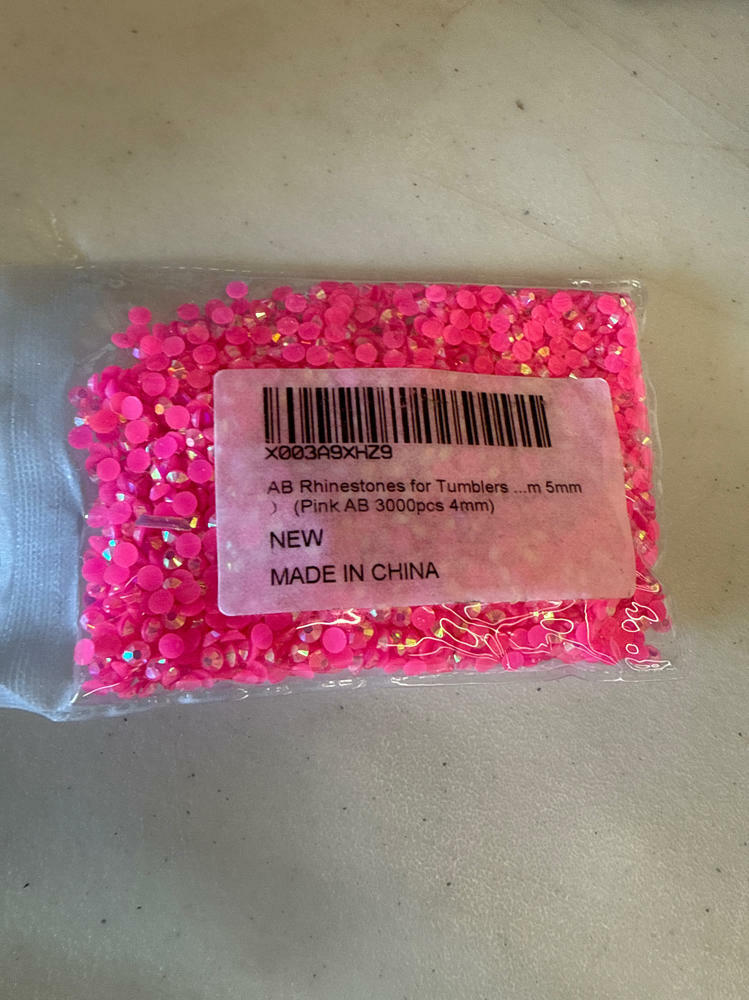 X003A9XHZ9
AB Rhinestones for Tumblers ...m 5mm
） (Pink AB 3000pcs 4mm)
NEW
MADE IN CHINA